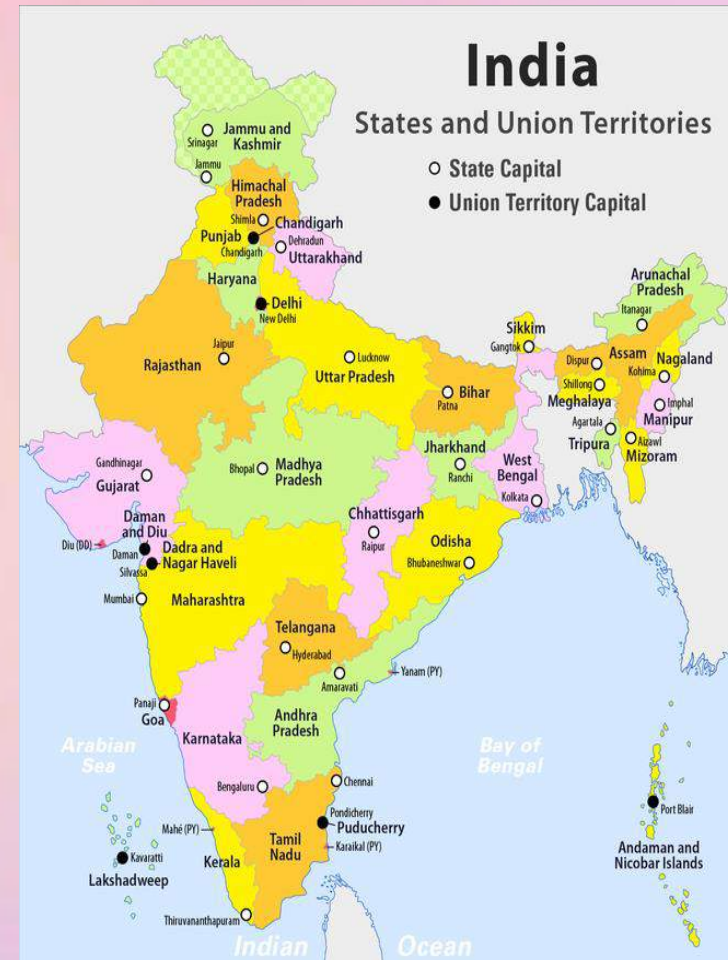 India
States and Union Territories
State Capital
Union Territory Capital
Jammu and
Kashmir
Srinagar
Jammu
Himachal
Pradesh
Shimla
Chandigarh
Punjab
Chandigarh
Dehradun
Uttarakhand
Haryana
Delhi
New Delhi
Arunachal
Pradesh
Itanagar
Sikkim
Gangtok
Jaipur
Rajasthan
Lucknow
Uttar Pradesh
Bihar
Patna
Dispur
Assam
Nagaland
Kohima
Shillong
Meghalaya
Imphal
Manipur
Agartala
Tripura
Aizawl
Mizoram
Gandhinagar
Gujarat
Bhopal
Madhya
Pradesh
Jharkhand
Ranchi
West
Bengal
Kolkata
Chhattisgarh
Raipur
Odisha
Bhubaneshwar
Daman
and Diu
Diu (DD)
Daman
Dadra and
Nagar Haveli
Silvassa
Mumbai
Maharashtra
Telangana
Hyderabad
Amaravati
Yanam (PY)
Panaji
Goa
Karnataka
Andhra
Pradesh
Arabian
Sea
Bay of
Bengal
Bengaluru
Chennai
Pondicherry
Puducherry
Mahé (PY)
Karaikal (PY)
Tamil
Nadu
Kerala
Kavaratti
Lakshadweep
Port Blair
Andaman and
Nicobar Islands
Thiruvananthapuram
Indian Ocean